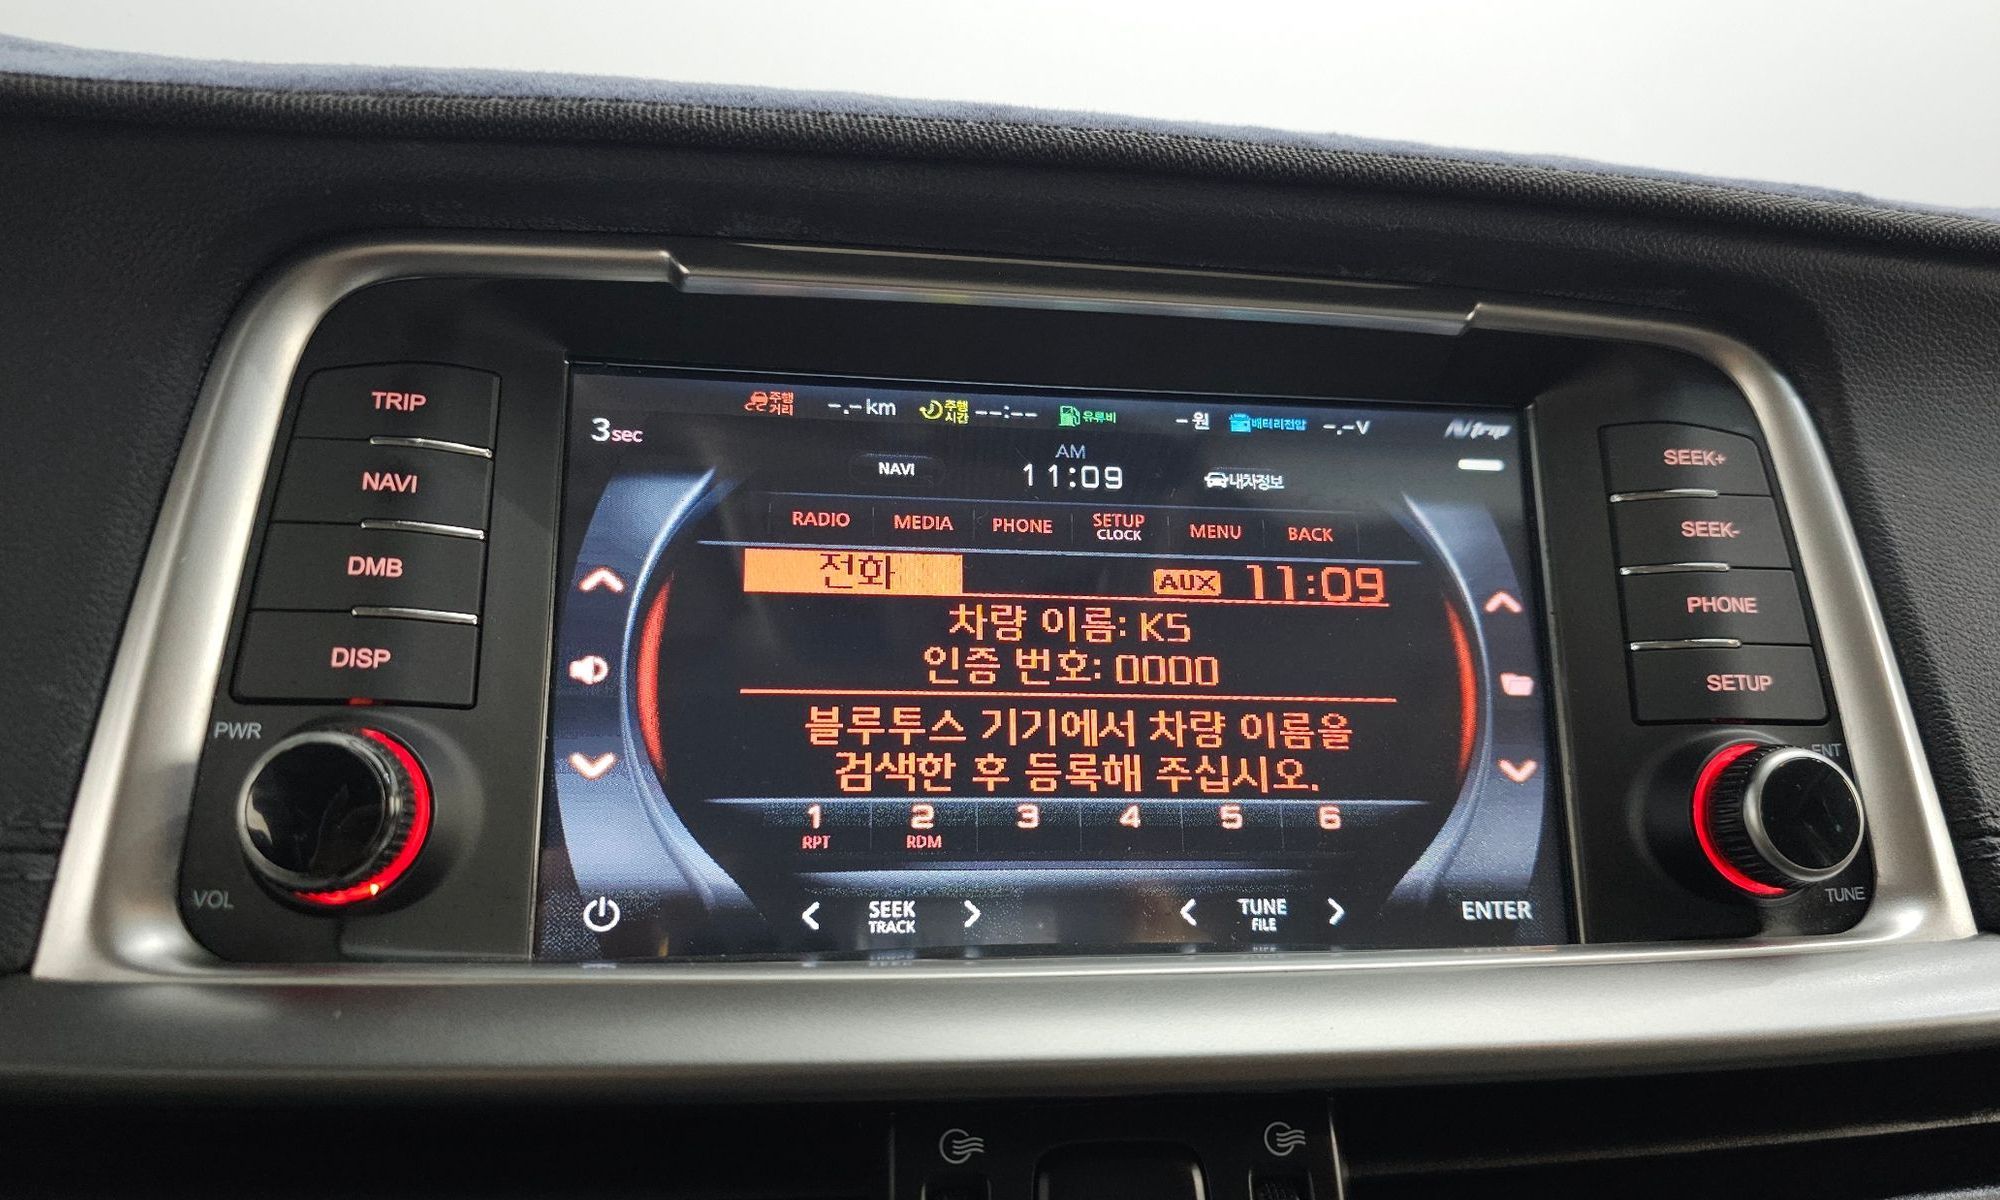 TRIP
NAVI
DMB
DISP
PWR
VOL
3sec
주행거리 -.-km
주행시간 --:--
유류비 -원
배터리전압 -.-V
Ntrip
NAVI
AM
11:09
내차정보
RADIO MEDIA PHONE SETUP CLOCK MENU BACK
전화 AUX 11:09
차량 이름: K5
인증 번호: 0000
블루투스 기기에서 차량 이름을
검색한 후 등록해 주십시오.
1 2 3 4 5 6
RPT RDM
SEEK TRACK
TUNE FILE
ENTER
SEEK+
SEEK-
PHONE
SETUP
ENT
TUNE